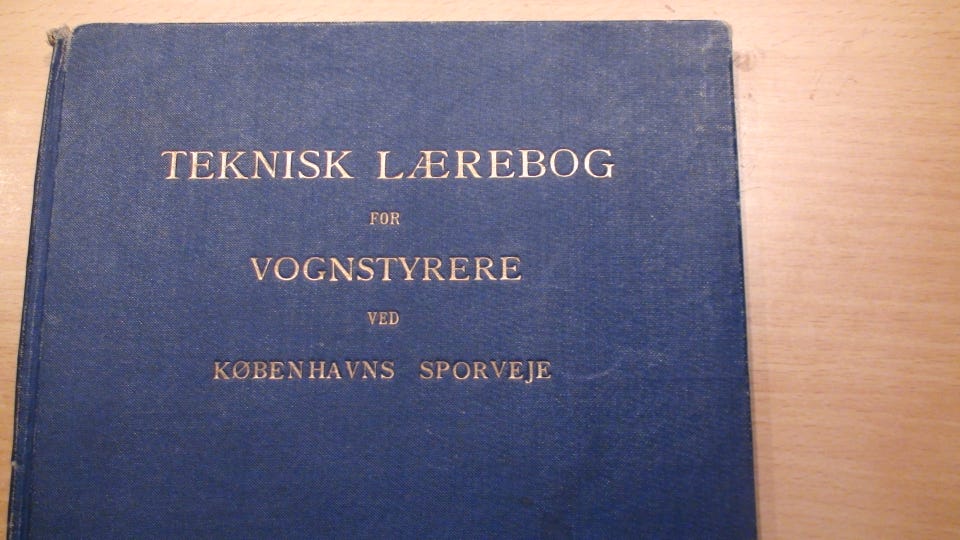 TEKNISK LÆREBOG
FOR
VOGNSTYRERE
VED
KØBENHAVNS SPORVEJE